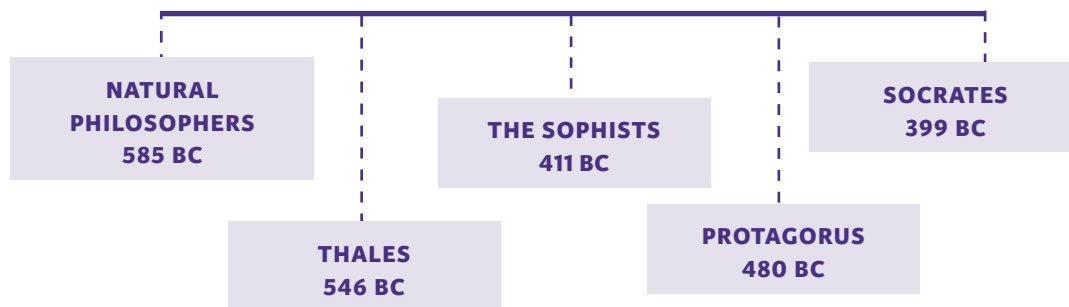 NATURAL
PHILOSOPHERS
585 BC
THALES
546 BC
THE SOPHISTS
411 BC
PROTAGORUS
480 BC
SOCRATES
399 BC